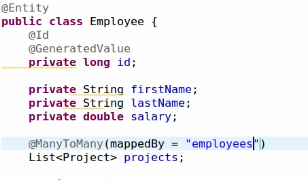 @Entity
public class Employee {
@Id
@GeneratedValue
private long id;
private String firstName;
private String lastName;
private double salary;
@ManyToMany(mappedBy = "employees")
List<Project> projects;